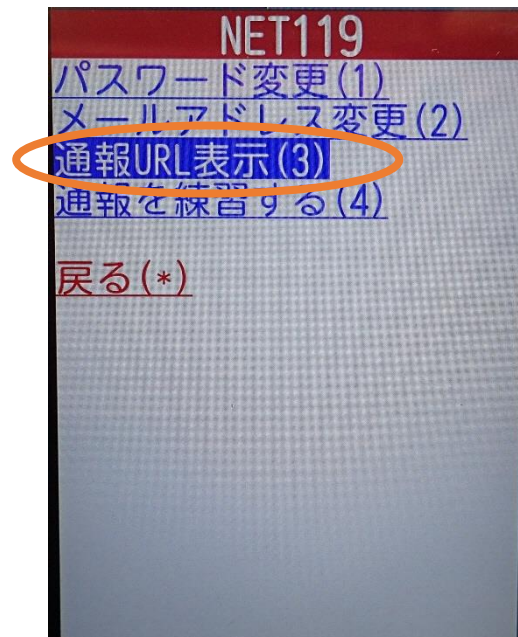 NET119
パスワード変更(1)
メールアドレス変更(2)
通報URL表示(3)
通報を練習する(4)
戻る(*)